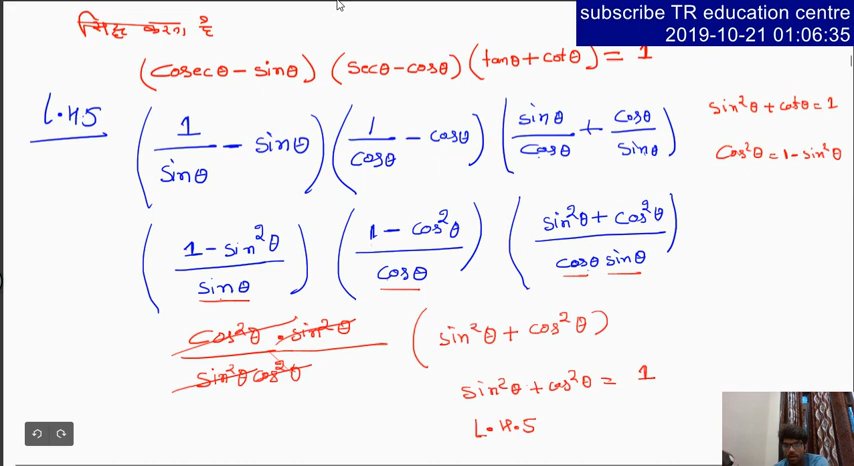 subscribe TR education centre
2019-10-21 01:06:35
सिद्ध करना है
(Cosecθ - sinθ) (Secθ - cosθ) (tanθ + cotθ) = 1
L.H.S (1/sinθ - sinθ) (1/cosθ - cosθ) (sinθ/cosθ + cosθ/sinθ)
sin²θ + cosθ = 1
Cos²θ = 1 - sin²θ
((1 - sin²θ)/sinθ) ((1 - cos²θ)/cosθ) ((sin²θ + cos²θ)/(cosθ sinθ))
(cos²θ · sin²θ)/(sin²θ cos²θ) (sin²θ + cos²θ)
sin²θ + cos²θ = 1
L.H.S